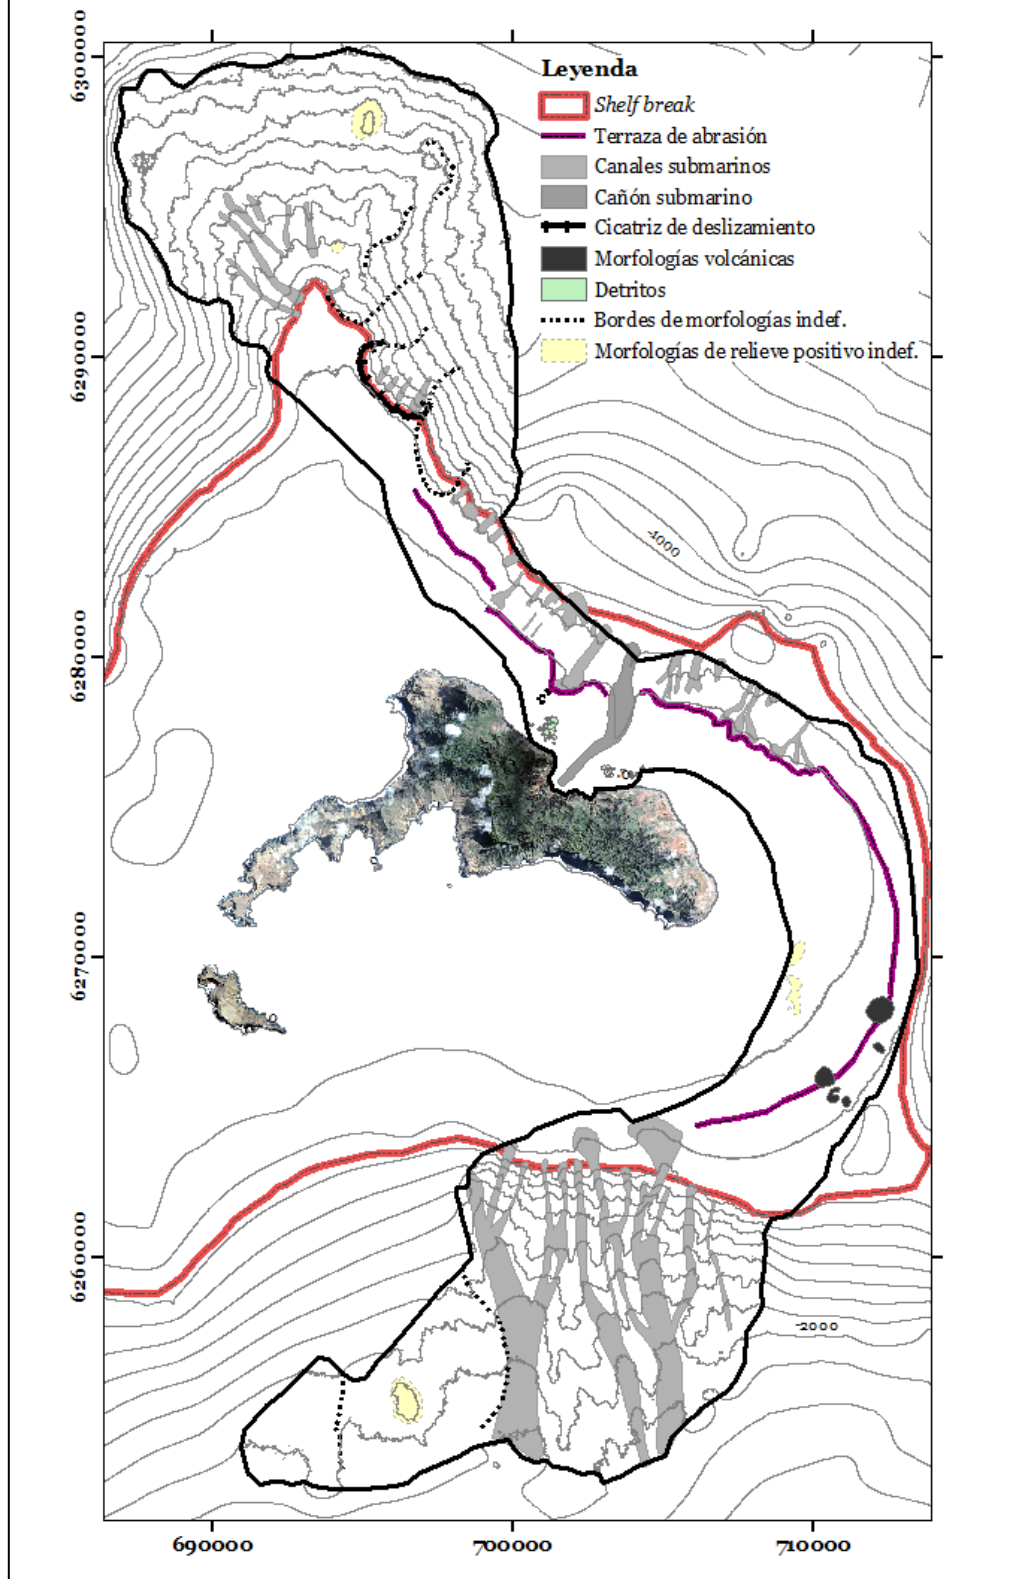 Leyenda
Shelf break
Terraza de abrasión
Canales submarinos
Cañón submarino
Cicatriz de deslizamiento
Morfologías volcánicas
Detritos
Bordes de morfologías indef.
Morfologías de relieve positivo indef.
6300000
6290000
6280000
6270000
6260000
-4000
-2000
690000
700000
710000